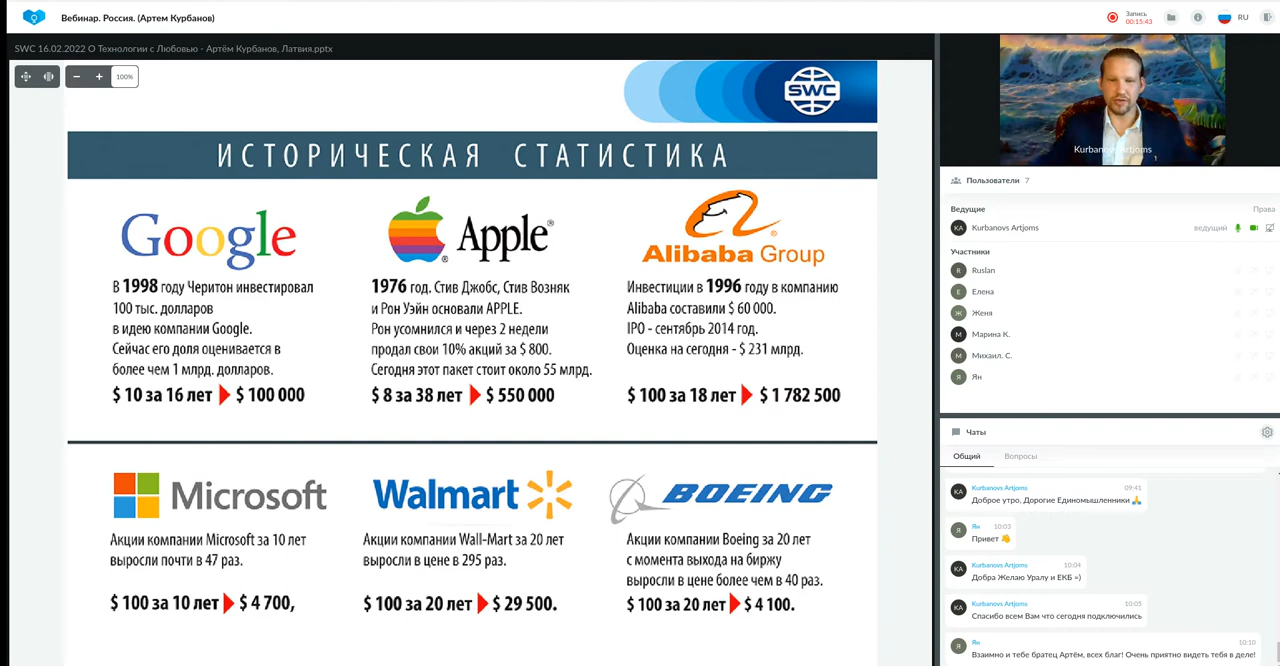 Вебинар. Россия. (Артем Курбанов)
Запись
00:15:43
RU
SWC 16.02.2022 О Технологии с Любовью - Артём Курбанов, Латвия.pptx
100%
SWC
ИСТОРИЧЕСКАЯ СТАТИСТИКА
Google
В 1998 году Черитон инвестировал
100 тыс. долларов
в идею компании Google.
Сейчас его доля оценивается в
более чем 1 млрд. долларов.
$ 10 за 16 лет $ 100 000
Apple®
1976 год. Стив Джобс, Стив Возняк
и Рон Уэйн основали APPLE.
Рон усомнился и через 2 недели
продал свои 10% акций за $ 800.
Сегодня этот пакет стоит около 55 млрд.
$ 8 за 38 лет $ 550 000
Alibaba Group
Инвестиции в 1996 году в компанию
Alibaba составили $ 60 000.
IPO - сентябрь 2014 год.
Оценка на сегодня - $ 231 млрд.
$ 100 за 18 лет $ 1 782 500
Microsoft
Акции компании Microsoft за 10 лет
выросли почти в 47 раз.
$ 100 за 10 лет $ 4 700,
Walmart
Акции компании Wall-Mart за 20 лет
выросли в цене в 295 раз.
$ 100 за 20 лет $ 29 500.
BOEING
Акции компании Boeing за 20 лет
с момента выхода на биржу
выросли в цене более чем в 40 раз.
$ 100 за 20 лет $ 4 100.
Kurbanovs Artjoms
1
Пользователи 7
Ведущие Права
KA Kurbanovs Artjoms ведущий
Участники
R Ruslan
Е Елена
Ж Женя
М Марина К.
М Михаил. С.
Я Ян
Чаты
Общий Вопросы
KA Kurbanovs Artjoms 09:41
Доброе утро, Дорогие Единомышленники 🙏
Я Ян 10:03
Привет 👋
KA Kurbanovs Artjoms 10:04
Добра Желаю Уралу и ЕКБ =)
KA Kurbanovs Artjoms 10:05
Спасибо всем Вам что сегодня подключились
Я Ян 10:10
Взаимно и тебе братец Артём, всех благ! Очень приятно видеть тебя в деле!